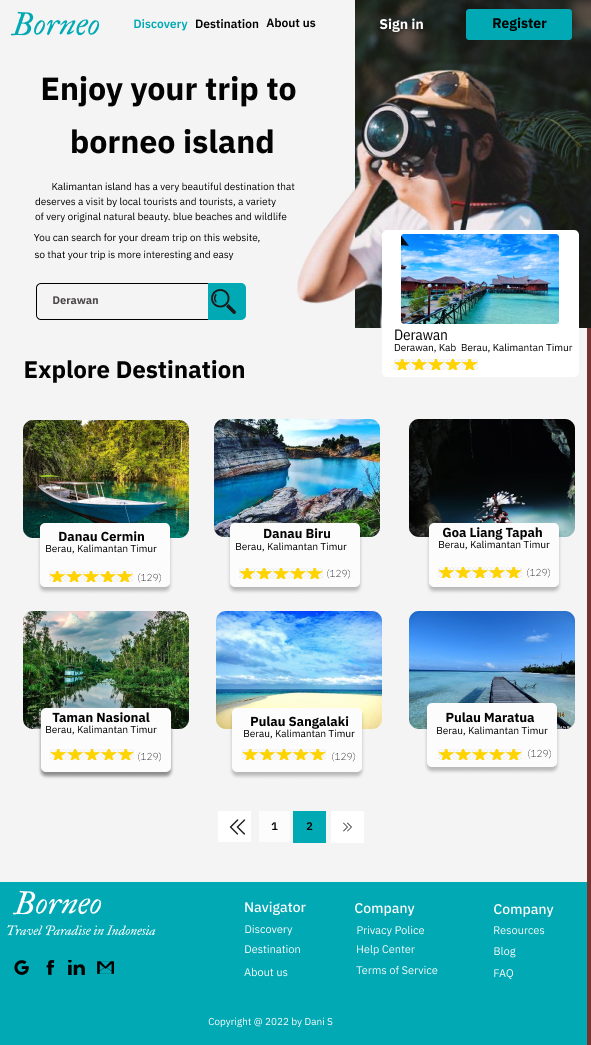 Borneo
Discovery Destination About us
Sign in
Register
Enjoy your trip to
borneo island
Kalimantan island has a very beautiful destination that
deserves a visit by local tourists and tourists, a variety
of very original natural beauty. blue beaches and wildlife
You can search for your dream trip on this website,
so that your trip is more interesting and easy
Derawan
Derawan
Derawan, Kab Berau, Kalimantan Timur
Explore Destination
Danau Cermin
Berau, Kalimantan Timur
(129)
Danau Biru
Berau, Kalimantan Timur
(129)
Goa Liang Tapah
Berau, Kalimantan Timur
(129)
Taman Nasional
Berau, Kalimantan Timur
(129)
Pulau Sangalaki
Berau, Kalimantan Timur
(129)
Pulau Maratua
Berau, Kalimantan Timur
(129)
1
2
Borneo
Travel Paradise in Indonesia
Navigator
Discovery
Destination
About us
Company
Privacy Police
Help Center
Terms of Service
Company
Resources
Blog
FAQ
Copyright @ 2022 by Dani S